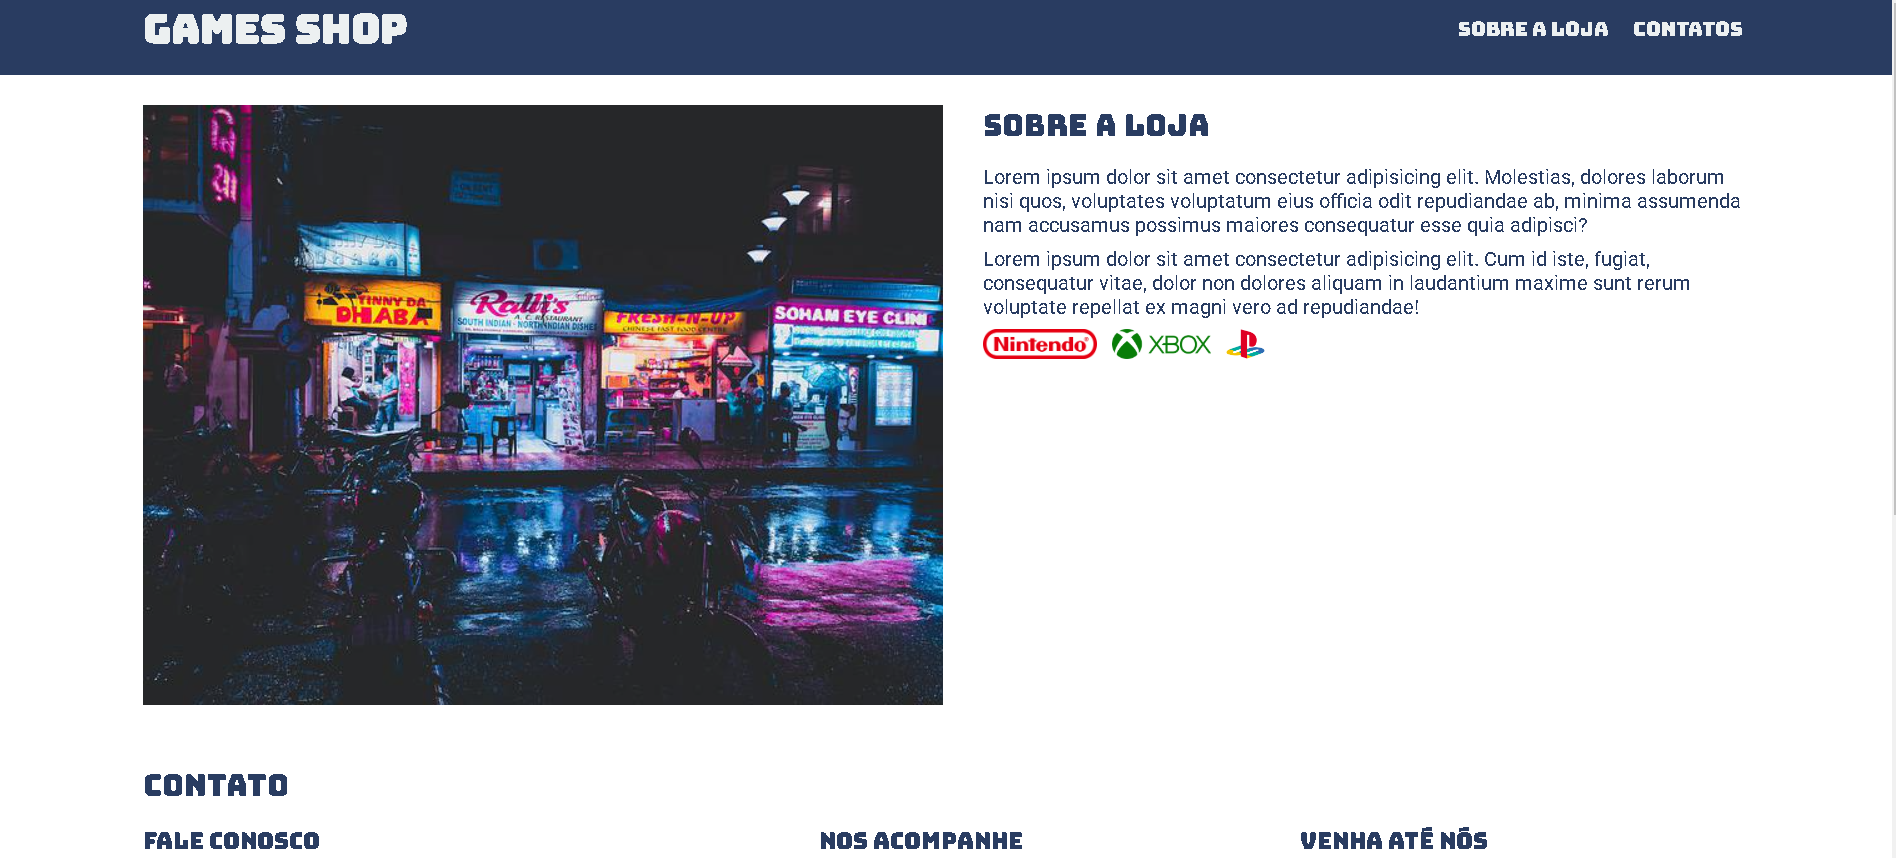 GAMES SHOP
SOBRE A LOJA CONTATOS
TINNY DA
DHABA
Ralli's
A. C. RESTAURANT
SOUTH INDIAN · NORTH INDIAN DISHES
FRESH-N-UP
CHINESE FAST FOOD CENTRE
SOHAM EYE CLINI
SOBRE A LOJA
Lorem ipsum dolor sit amet consectetur adipisicing elit. Molestias, dolores laborum
nisi quos, voluptates voluptatum eius officia odit repudiandae ab, minima assumenda
nam accusamus possimus maiores consequatur esse quia adipisci?
Lorem ipsum dolor sit amet consectetur adipisicing elit. Cum id iste, fugiat,
consequatur vitae, dolor non dolores aliquam in laudantium maxime sunt rerum
voluptate repellat ex magni vero ad repudiandae!
Nintendo® XBOX
CONTATO
FALE CONOSCO
NOS ACOMPANHE
VENHA ATÉ NÓS